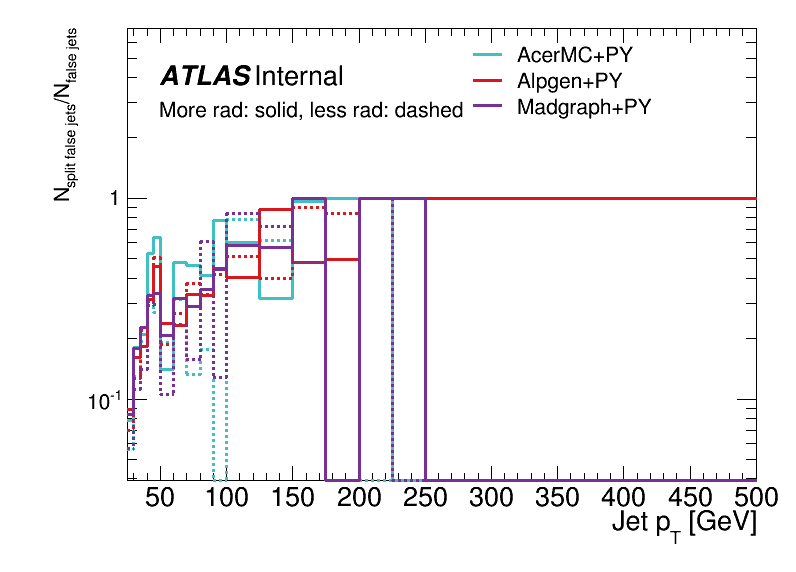 N_split false jets/N_false jets
ATLAS Internal
More rad: solid, less rad: dashed
AcerMC+PY
Alpgen+PY
Madgraph+PY
1
10^-1
50 100 150 200 250 300 350 400 450 500
Jet p_T [GeV]